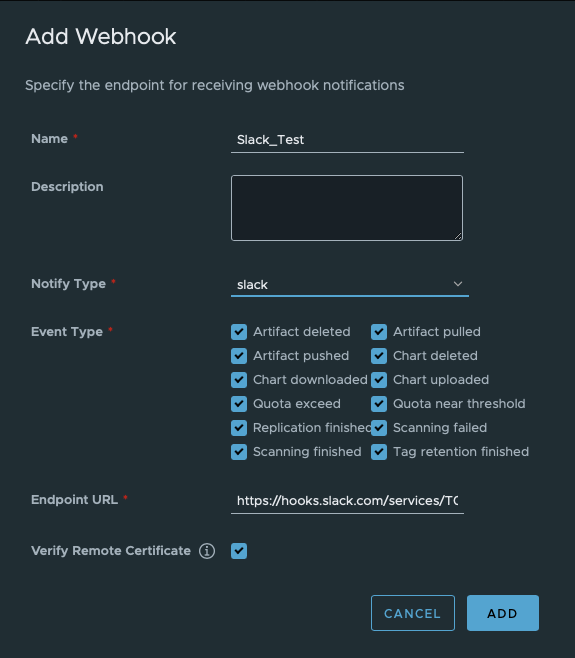 Add Webhook
Specify the endpoint for receiving webhook notifications
Name *
Slack_Test
Description
Notify Type *
slack
Event Type *
Artifact deleted
Artifact pulled
Artifact pushed
Chart deleted
Chart downloaded
Chart uploaded
Quota exceed
Quota near threshold
Replication finished
Scanning failed
Scanning finished
Tag retention finished
Endpoint URL *
https://hooks.slack.com/services/T
Verify Remote Certificate
CANCEL
ADD